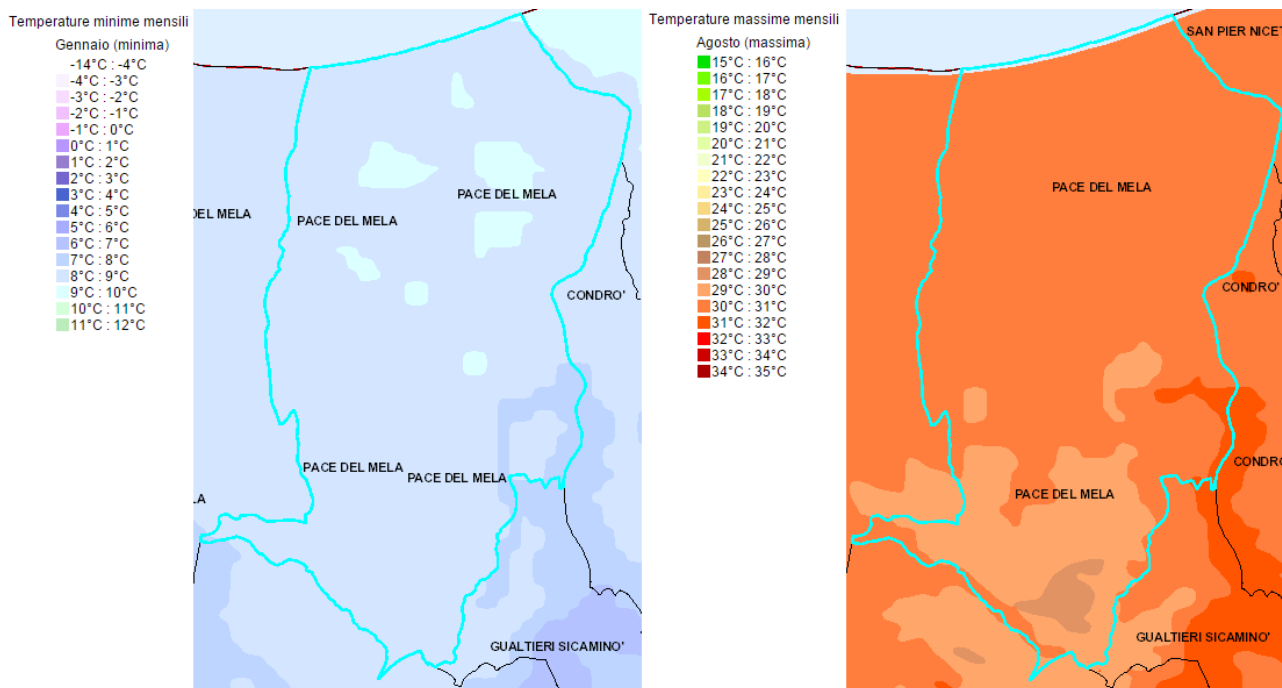 Temperature minime mensili
Gennaio (minima)
-14°C : -4°C
-4°C : -3°C
-3°C : -2°C
-2°C : -1°C
-1°C : 0°C
0°C : 1°C
1°C : 2°C
2°C : 3°C
3°C : 4°C
4°C : 5°C
5°C : 6°C
6°C : 7°C
7°C : 8°C
8°C : 9°C
9°C : 10°C
10°C : 11°C
11°C : 12°C
PACE DEL MELA
DEL MELA
PACE DEL MELA
CONDRO'
PACE DEL MELA
PACE DEL MELA
LA
GUALTIERI SICAMINO'
Temperature massime mensili
Agosto (massima)
15°C : 16°C
16°C : 17°C
17°C : 18°C
18°C : 19°C
19°C : 20°C
20°C : 21°C
21°C : 22°C
22°C : 23°C
23°C : 24°C
24°C : 25°C
25°C : 26°C
26°C : 27°C
27°C : 28°C
28°C : 29°C
29°C : 30°C
30°C : 31°C
31°C : 32°C
32°C : 33°C
33°C : 34°C
34°C : 35°C
SAN PIER NICET
PACE DEL MELA
CONDRO'
CONDRO
PACE DEL MELA
GUALTIERI SICAMINO'